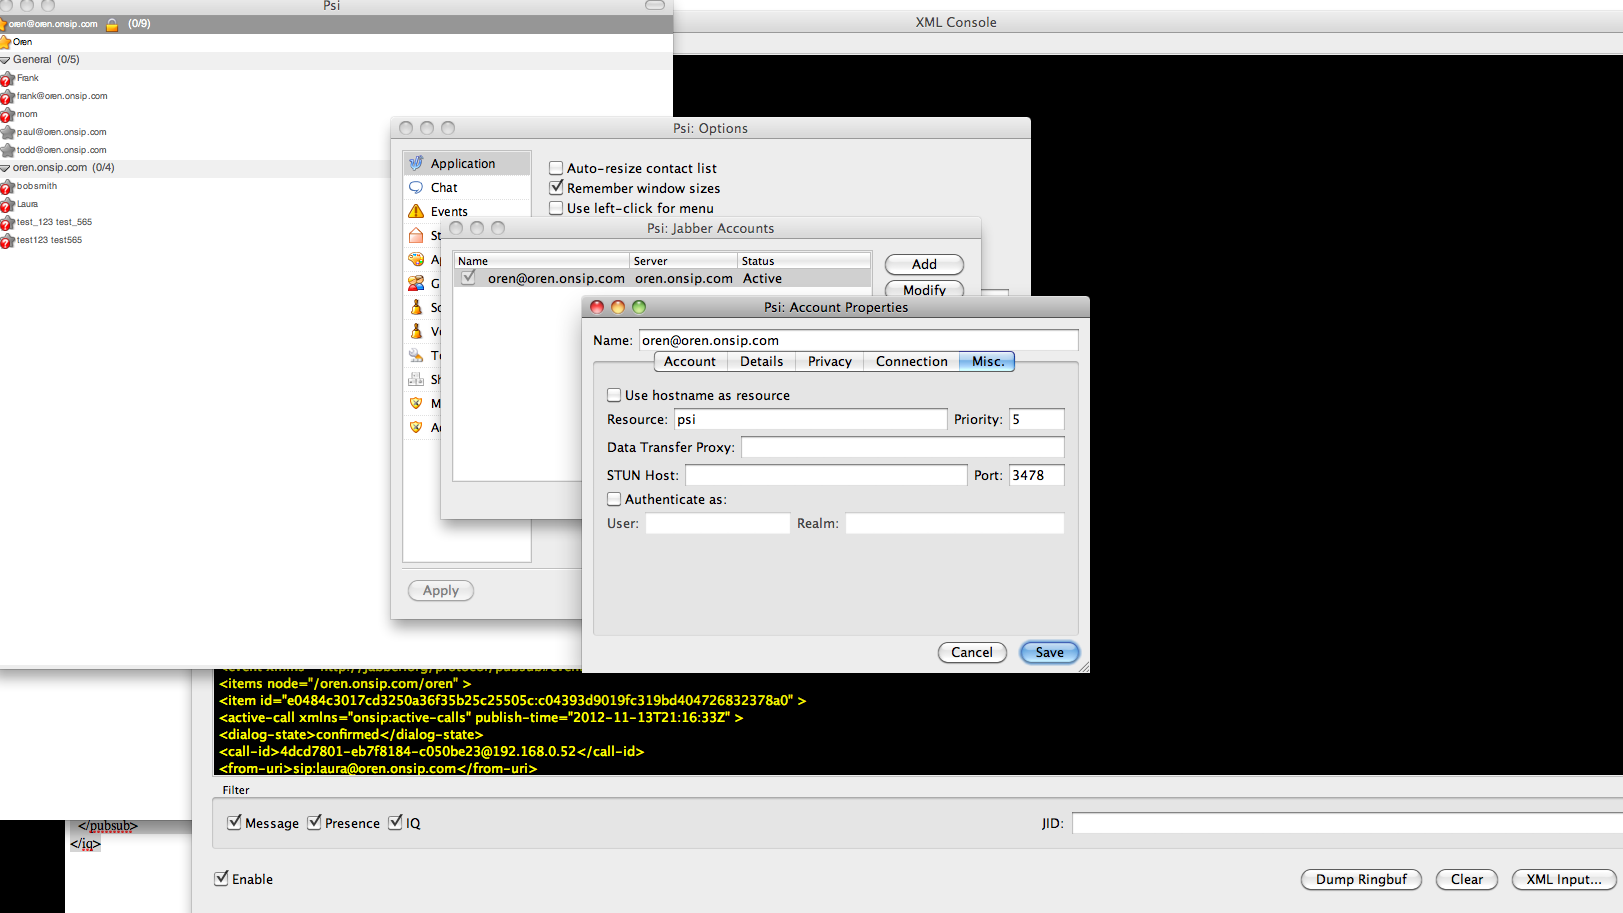 Psi
oren@oren.onsip.com (0/9)
Oren
General (0/5)
Frank
frank@oren.onsip.com
mom
paul@oren.onsip.com
todd@oren.onsip.com
oren.onsip.com (0/4)
bobsmith
Laura
test_123 test_565
test123 test565
XML Console
Psi: Options
Application
Chat
Events
Auto-resize contact list
Remember window sizes
Use left-click for menu
Apply
Psi: Jabber Accounts
Name Server Status
oren@oren.onsip.com oren.onsip.com Active
Add
Modify
Psi: Account Properties
Name: oren@oren.onsip.com
Account Details Privacy Connection Misc.
Use hostname as resource
Resource: psi Priority: 5
Data Transfer Proxy:
STUN Host: Port: 3478
Authenticate as:
User: Realm:
Cancel Save
<items node="/oren.onsip.com/oren" >
<item id="e0484c3017cd3250a36f35b25c25505c:c04393d9019fc319bd404726832378a0" >
<active-call xmlns="onsip:active-calls" publish-time="2012-11-13T21:16:33Z" >
<dialog-state>confirmed</dialog-state>
<call-id>4dcd7801-eb7f8184-c050be23@192.168.0.52</call-id>
<from-uri>sip:laura@oren.onsip.com</from-uri>
Filter
Message Presence IQ JID:
</pubsub>
</iq>
Enable
Dump Ringbuf Clear XML Input...